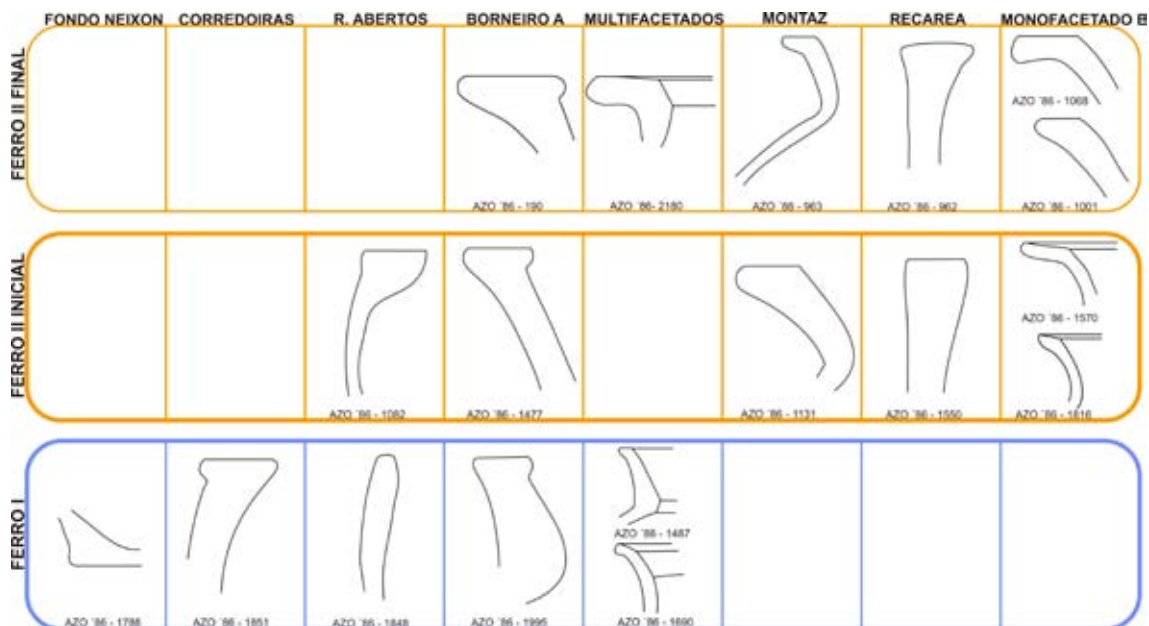 FONDO NEIXON CORREDOIRAS R. ABERTOS BORNEIRO A MULTIFACETADOS MONTAZ RECAREA MONOFACETADO B
FERRO II FINAL
AZO ´86 - 1068
AZO ´86 - 190 AZO ´86- 2180 AZO ´86 - 963 AZO ´86 - 962 AZO ´86 - 1001
FERRO II INICIAL
AZO ´86 - 1570
AZO ´86 - 1082 AZO ´86 - 1477 AZO ´86 - 1131 AZO ´86 - 1550 AZO ´86 - 1616
FERRO I
AZO ´86 - 1487
AZO ´86 - 1786 AZO ´86 - 1851 AZO ´86 - 1848 AZO ´86 - 1995 AZO ´86 - 1690